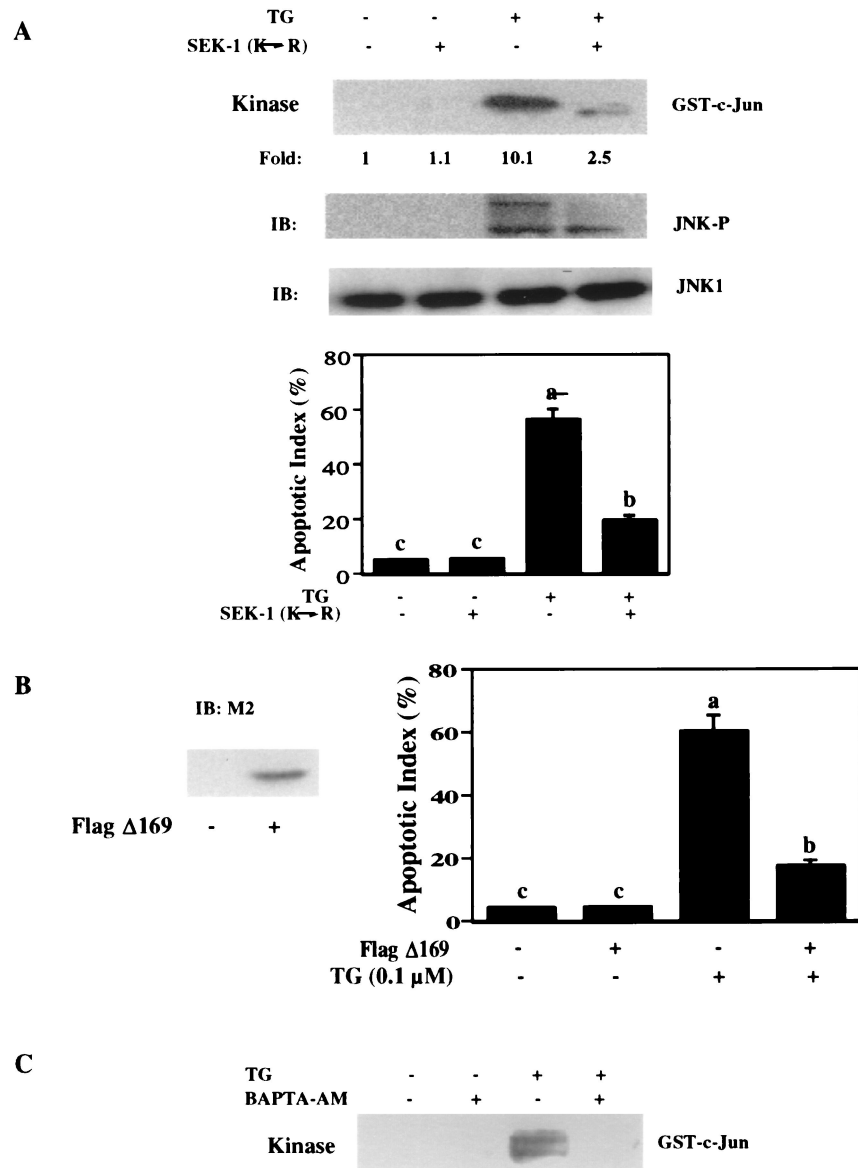 A
TG - - + +
SEK-1 (K→R) - + - +
Kinase GST-c-Jun
Fold: 1 1.1 10.1 2.5
IB: JNK-P
IB: JNK1
80
60
40
20
0
Apoptotic Index (%)
c c a b
TG - - + +
SEK-1 (K→R) - + - +
B
IB: M2
Flag Δ169 - +
80
60
40
20
0
Apoptotic Index (%)
c c a b
Flag Δ169 - + - +
TG (0.1 µM) - - + +
C
TG - - + +
BAPTA-AM - + - +
Kinase GST-c-Jun